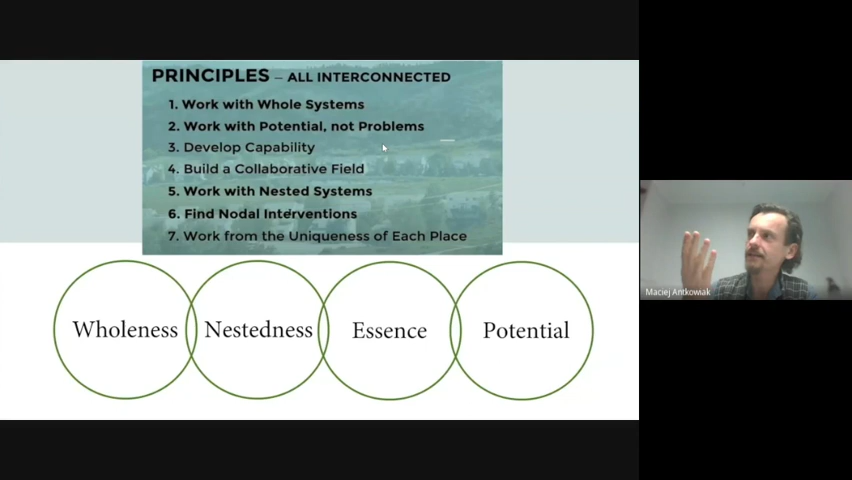 PRINCIPLES – ALL INTERCONNECTED
1. Work with Whole Systems
2. Work with Potential, not Problems
3. Develop Capability
4. Build a Collaborative Field
5. Work with Nested Systems
6. Find Nodal Interventions
7. Work from the Uniqueness of Each Place
Wholeness
Nestedness
Essence
Potential
Maciej Antkowiak